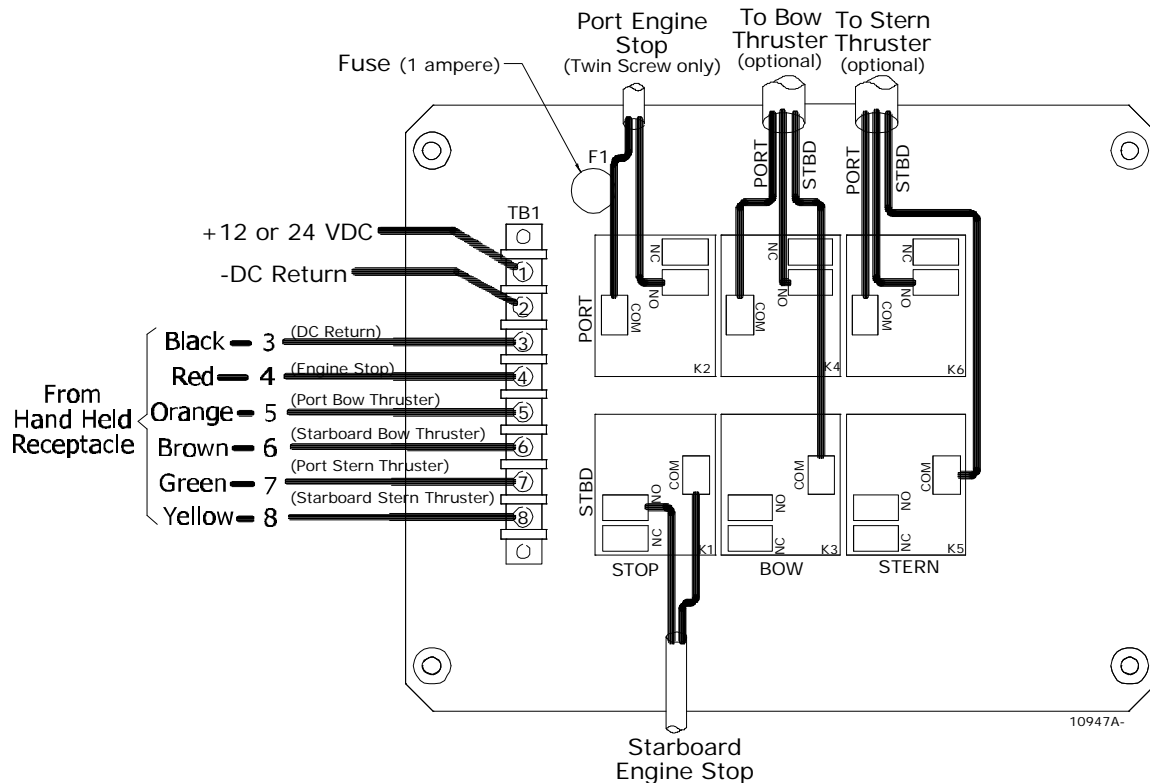 Port Engine
Stop
(Twin Screw only)
To Bow
Thruster
(optional)
To Stern
Thruster
(optional)
Fuse (1 ampere)
F1
PORT
STBD
PORT
STBD
TB1
+12 or 24 VDC
-DC Return
1
2
3
4
5
6
7
8
From
Hand Held
Receptacle
Black - 3 (DC Return)
Red - 4 (Engine Stop)
Orange - 5 (Port Bow Thruster)
Brown - 6 (Starboard Bow Thruster)
Green - 7 (Port Stern Thruster)
Yellow - 8 (Starboard Stern Thruster)
PORT
NC
NO
COM
K2
NC
NO
COM
K4
NC
NO
COM
K6
STBD
COM
NO
NC
K1
STOP
COM
NO
NC
K3
BOW
COM
NO
NC
K5
STERN
Starboard
Engine Stop
10947A-